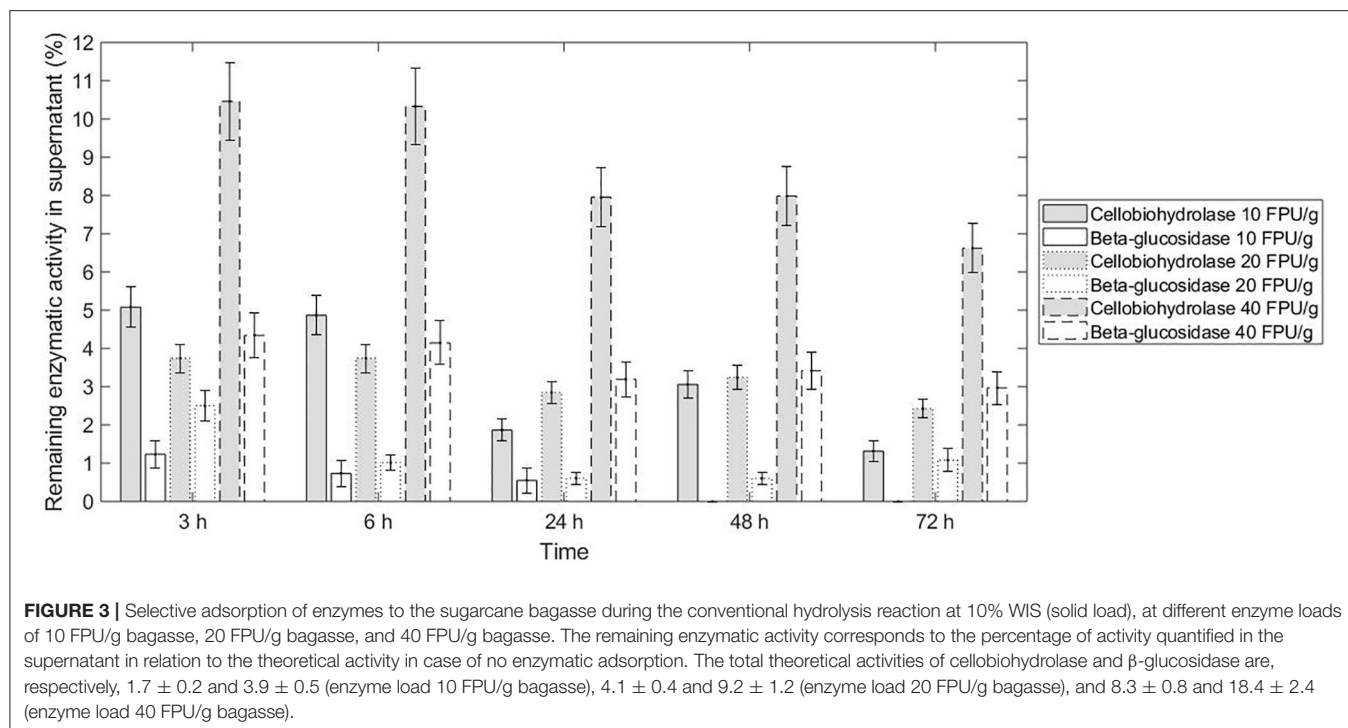 12
11
10
9
8
7
6
5
4
3
2
1
0
Remaining enzymatic activity in supernatant (%)
3 h
6 h
24 h
48 h
72 h
Time
Cellobiohydrolase 10 FPU/g
Beta-glucosidase 10 FPU/g
Cellobiohydrolase 20 FPU/g
Beta-glucosidase 20 FPU/g
Cellobiohydrolase 40 FPU/g
Beta-glucosidase 40 FPU/g
FIGURE 3 | Selective adsorption of enzymes to the sugarcane bagasse during the conventional hydrolysis reaction at 10% WIS (solid load), at different enzyme loads
of 10 FPU/g bagasse, 20 FPU/g bagasse, and 40 FPU/g bagasse. The remaining enzymatic activity corresponds to the percentage of activity quantified in the
supernatant in relation to the theoretical activity in case of no enzymatic adsorption. The total theoretical activities of cellobiohydrolase and β-glucosidase are,
respectively, 1.7 ± 0.2 and 3.9 ± 0.5 (enzyme load 10 FPU/g bagasse), 4.1 ± 0.4 and 9.2 ± 1.2 (enzyme load 20 FPU/g bagasse), and 8.3 ± 0.8 and 18.4 ± 2.4
(enzyme load 40 FPU/g bagasse).